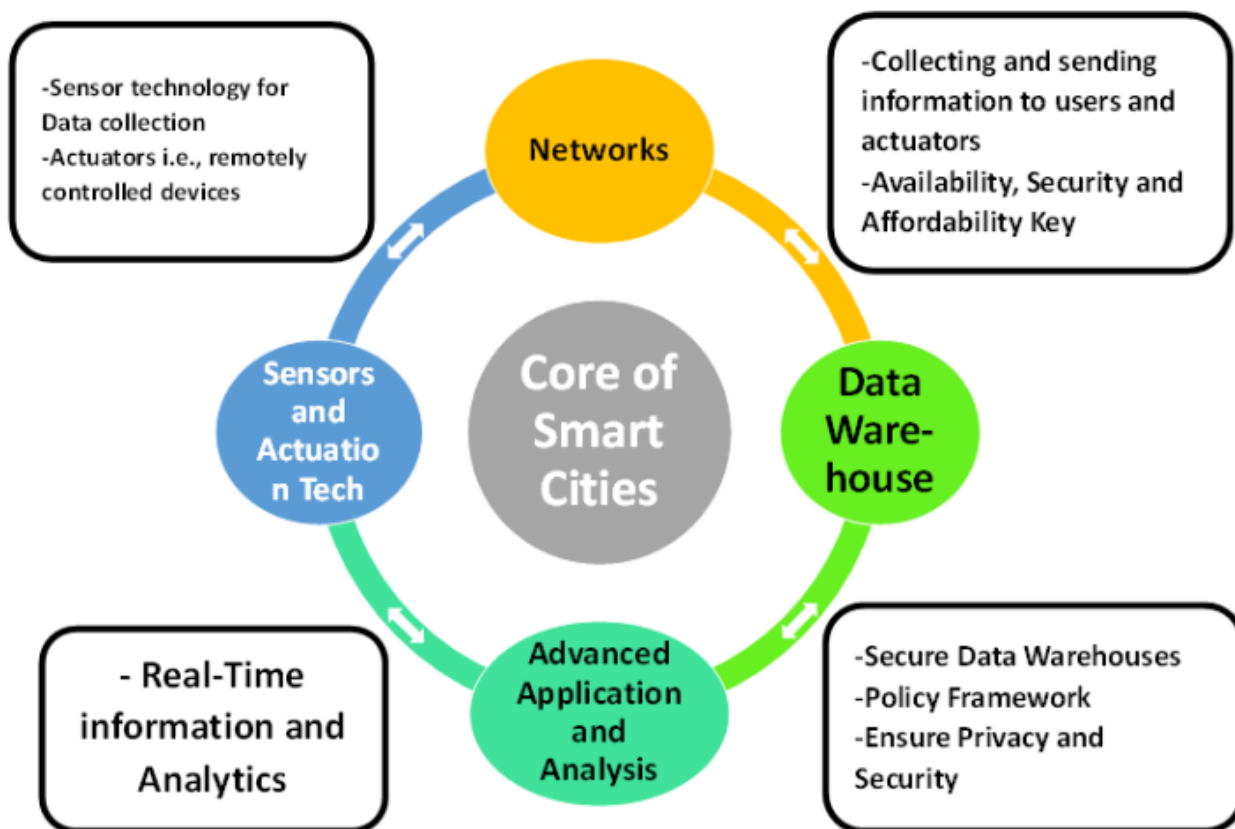 -Sensor technology for
Data collection
-Actuators i.e., remotely
controlled devices
Networks
-Collecting and sending
information to users and
actuators
-Availability, Security and
Affordability Key
Sensors
and
Actuatio
n Tech
Core of
Smart
Cities
Data
Ware-
house
- Real-Time
information and
Analytics
Advanced
Application
and
Analysis
-Secure Data Warehouses
-Policy Framework
-Ensure Privacy and
Security